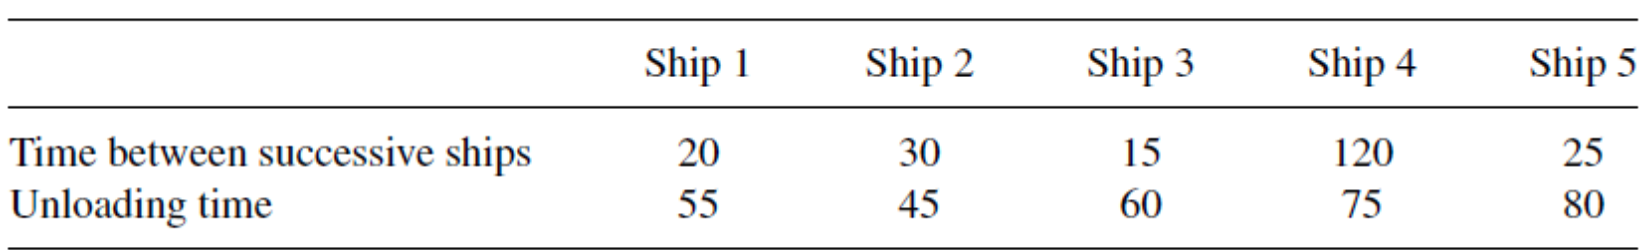 Ship 1 Ship 2 Ship 3 Ship 4 Ship 5
Time between successive ships 20 30 15 120 25
Unloading time 55 45 60 75 80